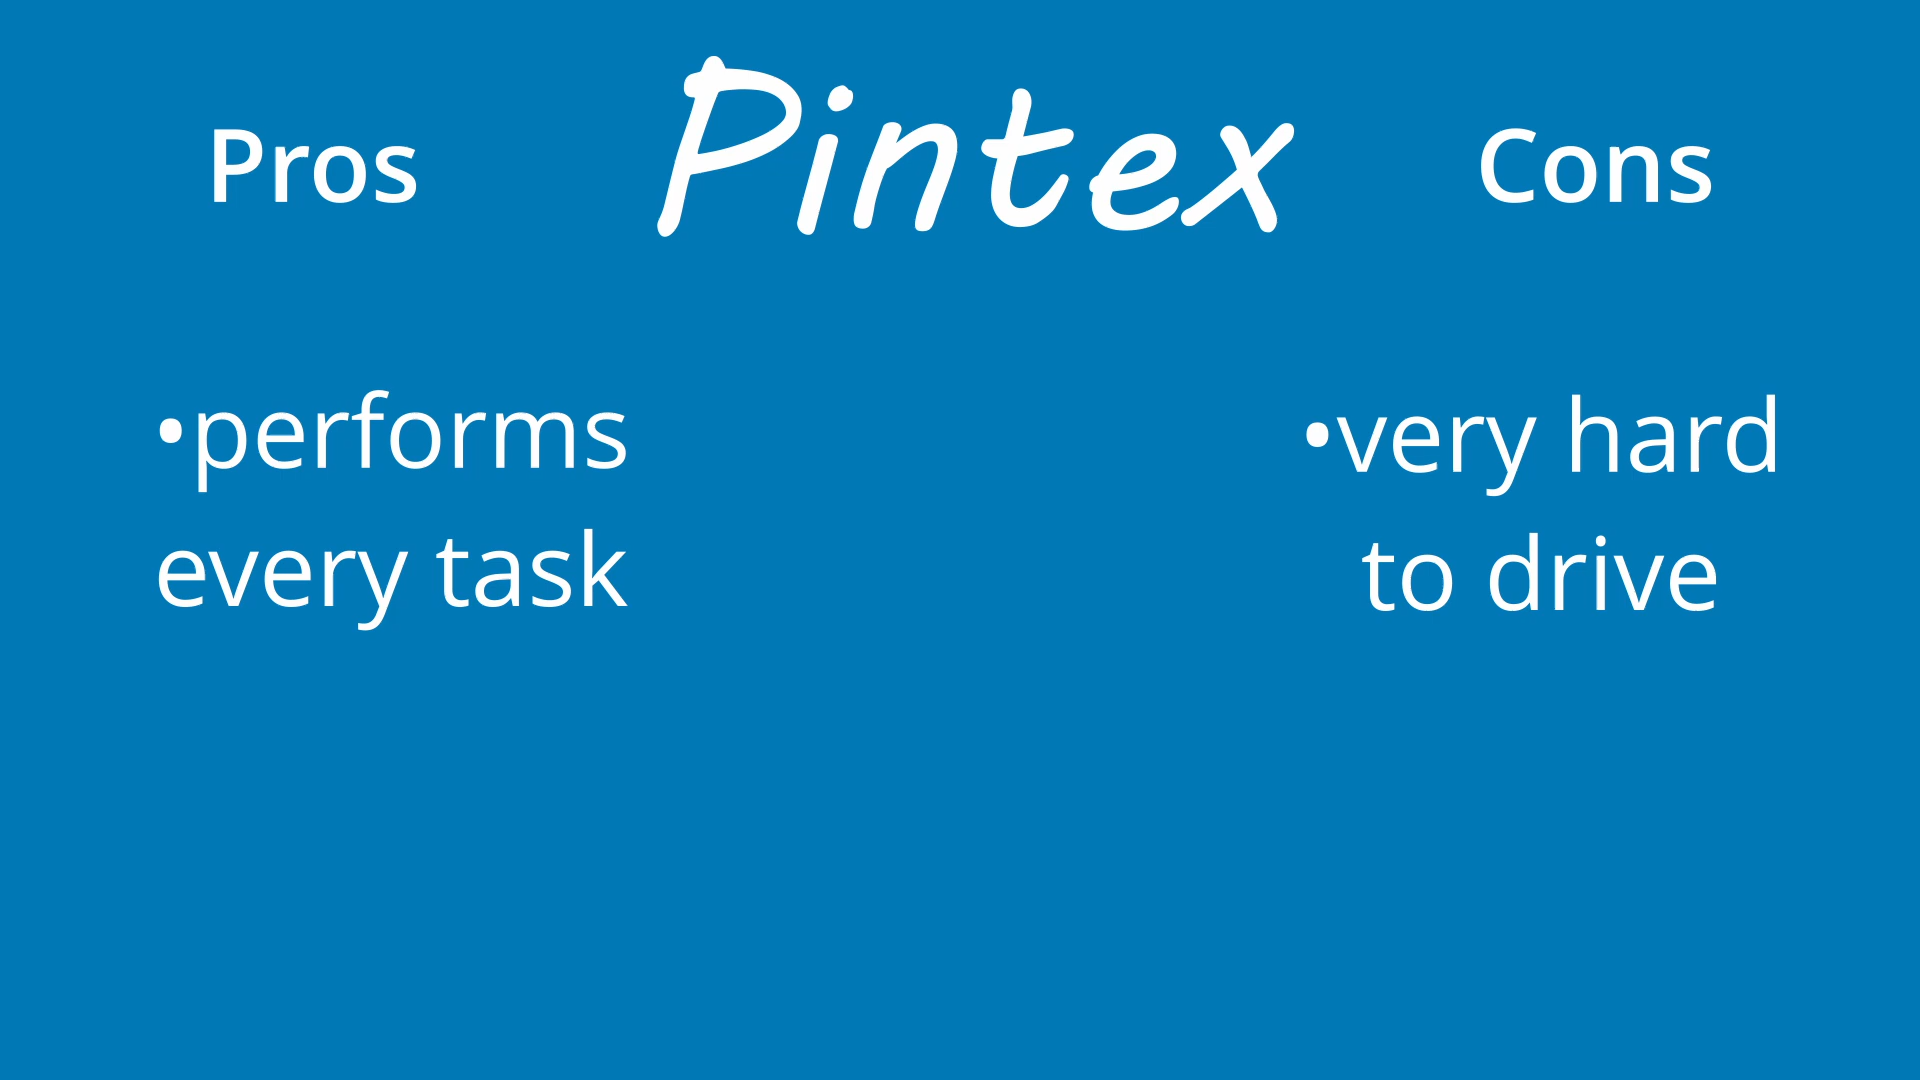 Pintex
Pros
Cons
•performs
every task
•very hard
to drive